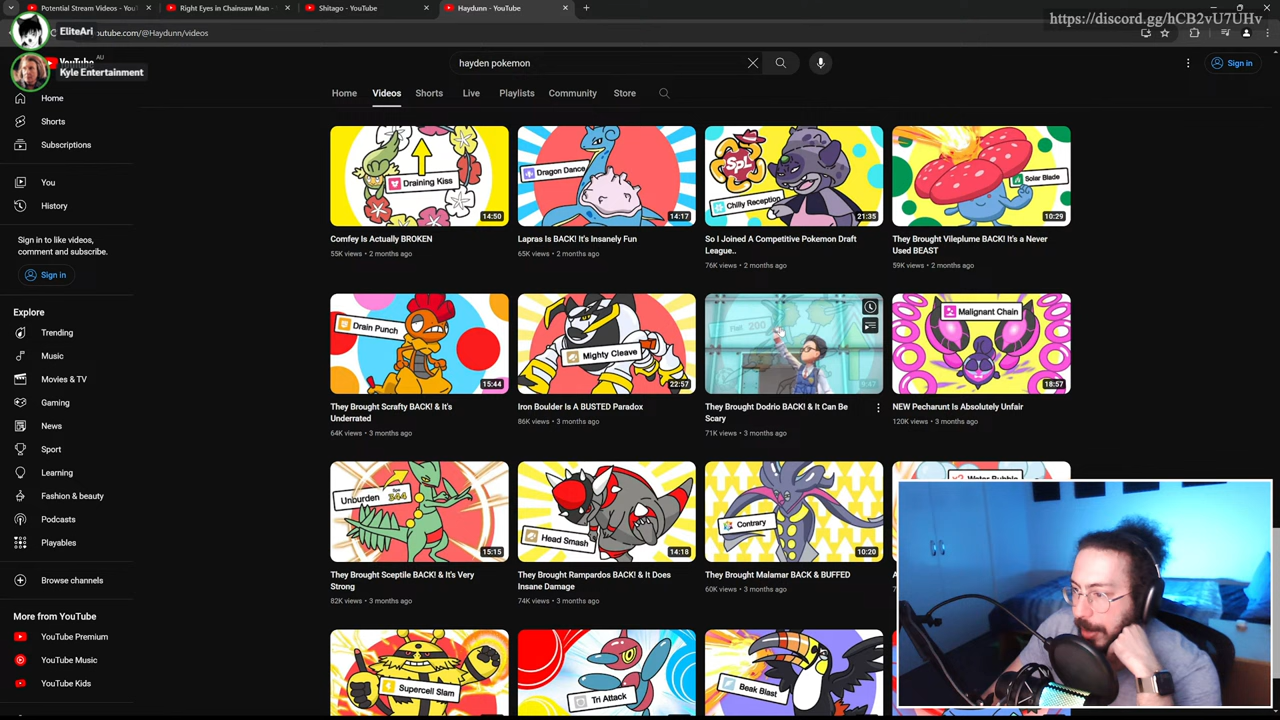 Potential Stream Videos - You
Right Eyes in Chainsaw Man -
Shitago - YouTube
Haydunn - YouTube
https://discord.gg/hCB2vU7UHv
EliteAri
outube.com/@Haydunn/videos
YouTube
AU
Kyle Entertainment
hayden pokemon
Sign in
Home
Videos
Shorts
Live
Playlists
Community
Store
Home
Shorts
Subscriptions
You
History
Sign in to like videos,
comment and subscribe.
Sign in
Explore
Trending
Music
Movies & TV
Gaming
News
Sport
Learning
Fashion & beauty
Podcasts
Playables
Browse channels
More from YouTube
YouTube Premium
YouTube Music
YouTube Kids
Draining Kiss
14:50
Comfey Is Actually BROKEN
55K views • 2 months ago
Dragon Dance
14:17
Lapras Is BACK! It's Insanely Fun
65K views • 2 months ago
SPL
Chilly Reception
21:35
So I Joined A Competitive Pokemon Draft
League..
76K views • 2 months ago
Solar Blade
10:29
They Brought Vileplume BACK! It's a Never
Used BEAST
59K views • 2 months ago
Drain Punch
15:44
They Brought Scrafty BACK! & It's
Underrated
64K views • 3 months ago
Mighty Cleave
22:57
Iron Boulder Is A BUSTED Paradox
86K views • 3 months ago
200
They Brought Dodrio BACK! & It Can Be
Scary
71K views • 3 months ago
Malignant Chain
18:57
NEW Pecharunt Is Absolutely Unfair
120K views • 3 months ago
Unburden
Spe
344
15:15
They Brought Sceptile BACK! & It's Very
Strong
82K views • 3 months ago
Head Smash
14:18
They Brought Rampardos BACK! & It Does
Insane Damage
74K views • 3 months ago
Contrary
10:20
They Brought Malamar BACK & BUFFED
60K views • 3 months ago
x2 Water Bubble
Supercell Slam
Tri Attack
Beak Blast